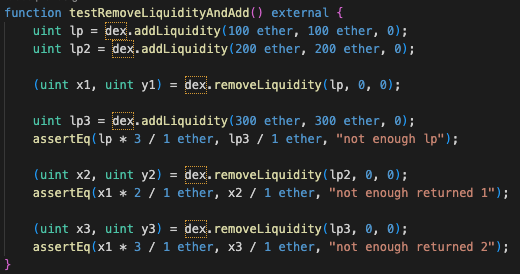 function testRemoveLiquidityAndAdd() external {
uint lp = dex.addLiquidity(100 ether, 100 ether, 0);
uint lp2 = dex.addLiquidity(200 ether, 200 ether, 0);
(uint x1, uint y1) = dex.removeLiquidity(lp, 0, 0);
uint lp3 = dex.addLiquidity(300 ether, 300 ether, 0);
assertEq(lp * 3 / 1 ether, lp3 / 1 ether, "not enough lp");
(uint x2, uint y2) = dex.removeLiquidity(lp2, 0, 0);
assertEq(x1 * 2 / 1 ether, x2 / 1 ether, "not enough returned 1");
(uint x3, uint y3) = dex.removeLiquidity(lp3, 0, 0);
assertEq(x1 * 3 / 1 ether, x3 / 1 ether, "not enough returned 2");
}